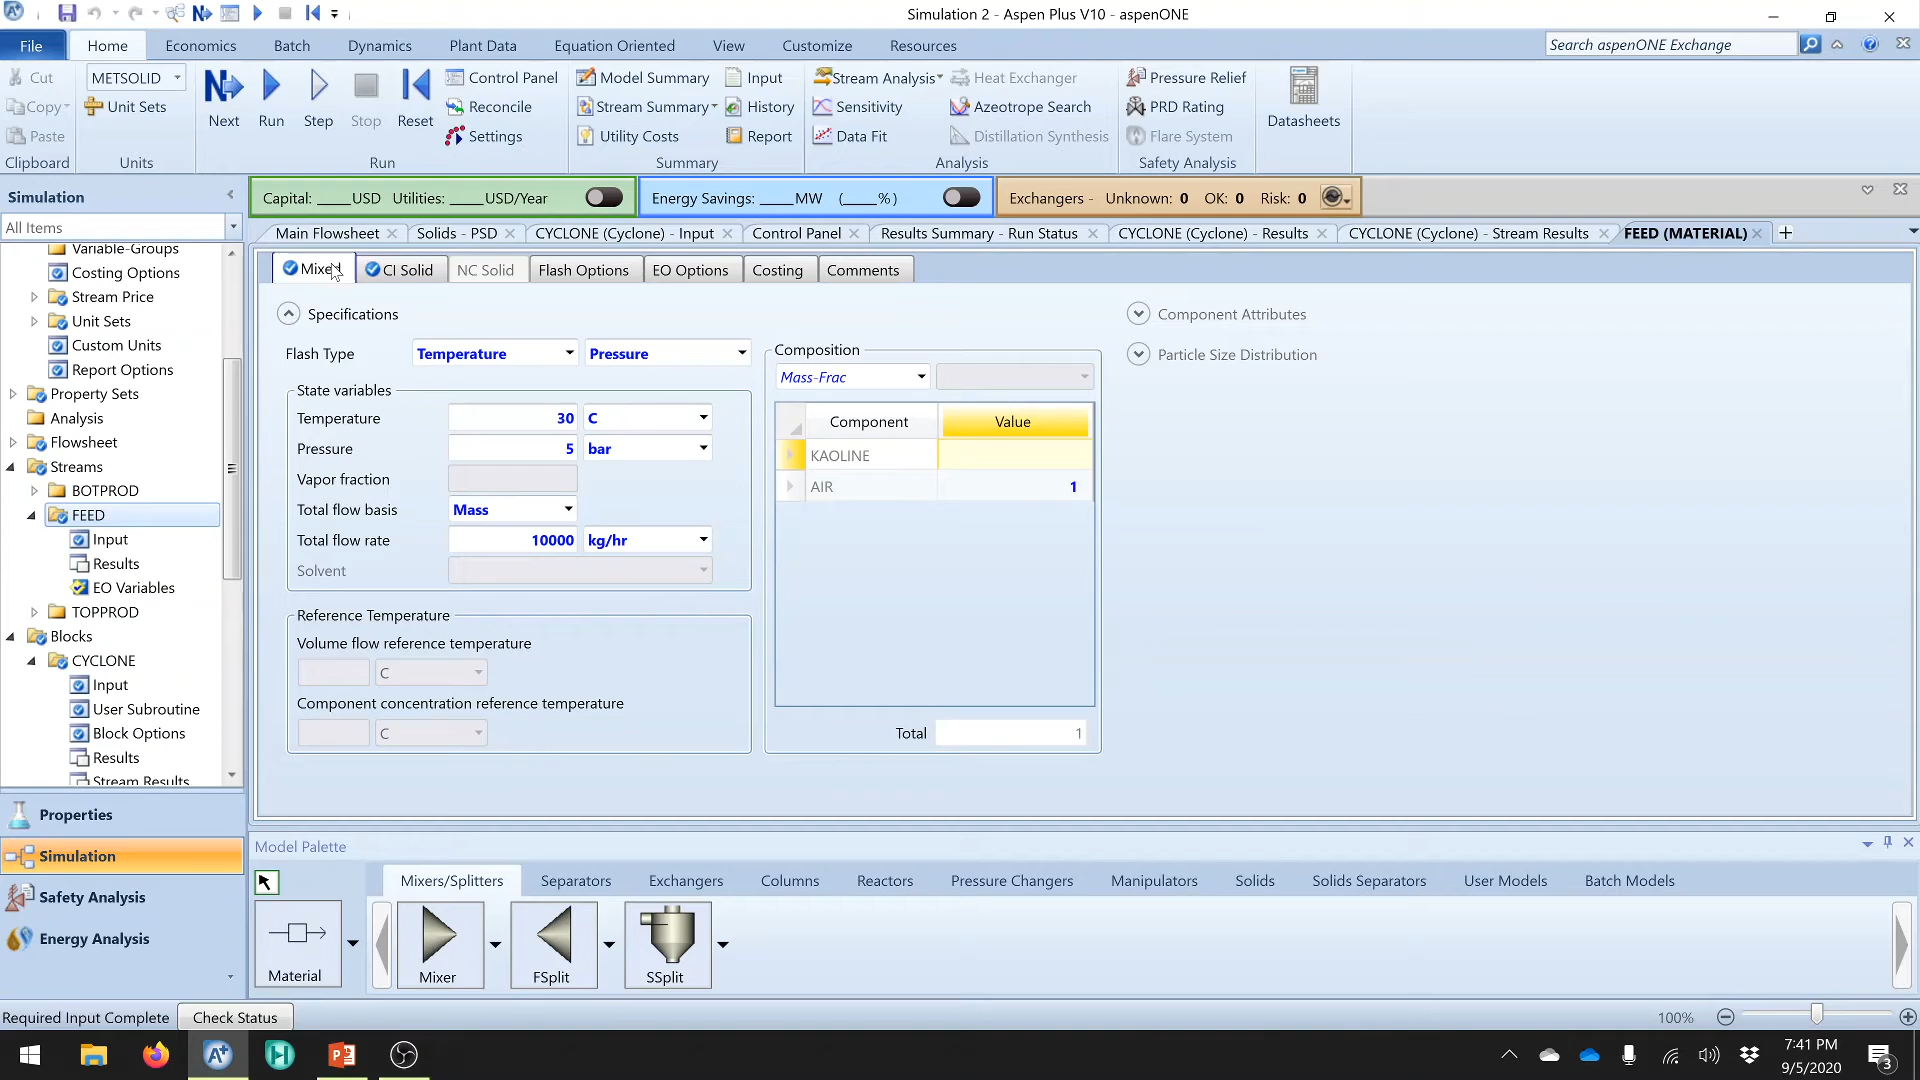 Simulation 2 - Aspen Plus V10 - aspenONE
File Home Economics Batch Dynamics Plant Data Equation Oriented View Customize Resources Search aspenONE Exchange
Cut METSOLID Next Run Step Stop Reset Control Panel Model Summary Input Stream Analysis Heat Exchanger Pressure Relief Datasheets
Copy Unit Sets Reconcile Stream Summary History Sensitivity Azeotrope Search PRD Rating
Paste Settings Utility Costs Report Data Fit Distillation Synthesis Flare System
Clipboard Units Run Summary Analysis Safety Analysis
Simulation
All Items
Capital: _____USD Utilities: _____USD/Year Energy Savings: _____MW (_____%) Exchangers - Unknown: 0 OK: 0 Risk: 0
Main Flowsheet Solids - PSD CYCLONE (Cyclone) - Input Control Panel Results Summary - Run Status CYCLONE (Cyclone) - Results CYCLONE (Cyclone) - Stream Results FEED (MATERIAL) +
Variable-Groups
Costing Options
Stream Price
Unit Sets
Custom Units
Report Options
Property Sets
Analysis
Flowsheet
Streams
BOTPROD
FEED
Input
Results
EO Variables
TOPPROD
Blocks
CYCLONE
Input
User Subroutine
Block Options
Results
Stream Results
Properties
Simulation
Safety Analysis
Energy Analysis
Mixed CI Solid NC Solid Flash Options EO Options Costing Comments
Specifications
Flash Type Temperature Pressure
State variables
Temperature 30 C
Pressure 5 bar
Vapor fraction
Total flow basis Mass
Total flow rate 10000 kg/hr
Solvent
Reference Temperature
Volume flow reference temperature
C
Component concentration reference temperature
C
Composition
Mass-Frac
Component Value
KAOLINE
AIR 1
Total 1
Component Attributes
Particle Size Distribution
Model Palette
Mixers/Splitters Separators Exchangers Columns Reactors Pressure Changers Manipulators Solids Solids Separators User Models Batch Models
Material Mixer FSplit SSplit
Required Input Complete Check Status 100%
7:41 PM
9/5/2020
3